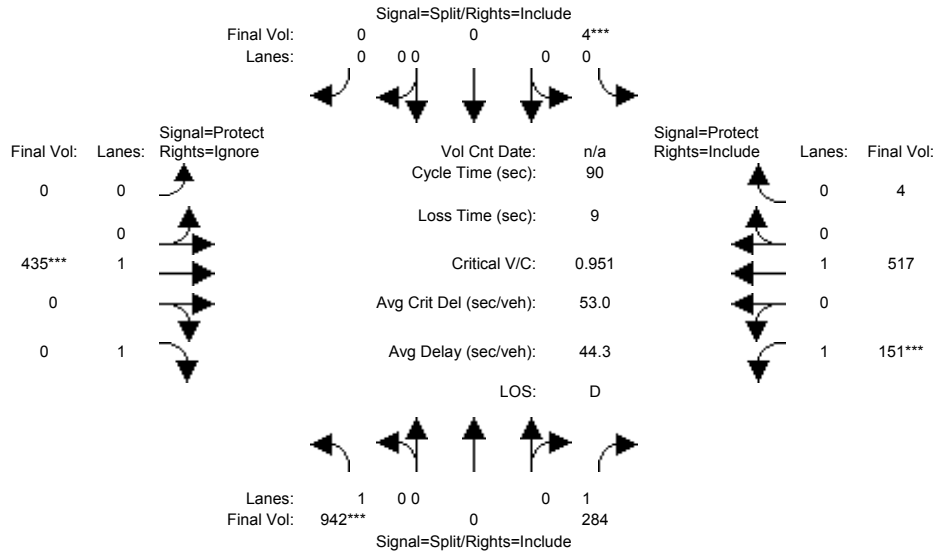 Signal=Split/Rights=Include
Final Vol: 0 0 4***
Lanes: 0 0 0 0 0
Signal=Protect Signal=Protect
Final Vol: Lanes: Rights=Ignore Vol Cnt Date: n/a Rights=Include Lanes: Final Vol:
Cycle Time (sec): 90
0 0 0 4
Loss Time (sec): 9
0 0
435*** 1 Critical V/C: 0.951 1 517
0 Avg Crit Del (sec/veh): 53.0 0
0 1 Avg Delay (sec/veh): 44.3 1 151***
LOS: D
Lanes: 1 0 0 0 1
Final Vol: 942*** 0 284
Signal=Split/Rights=Include